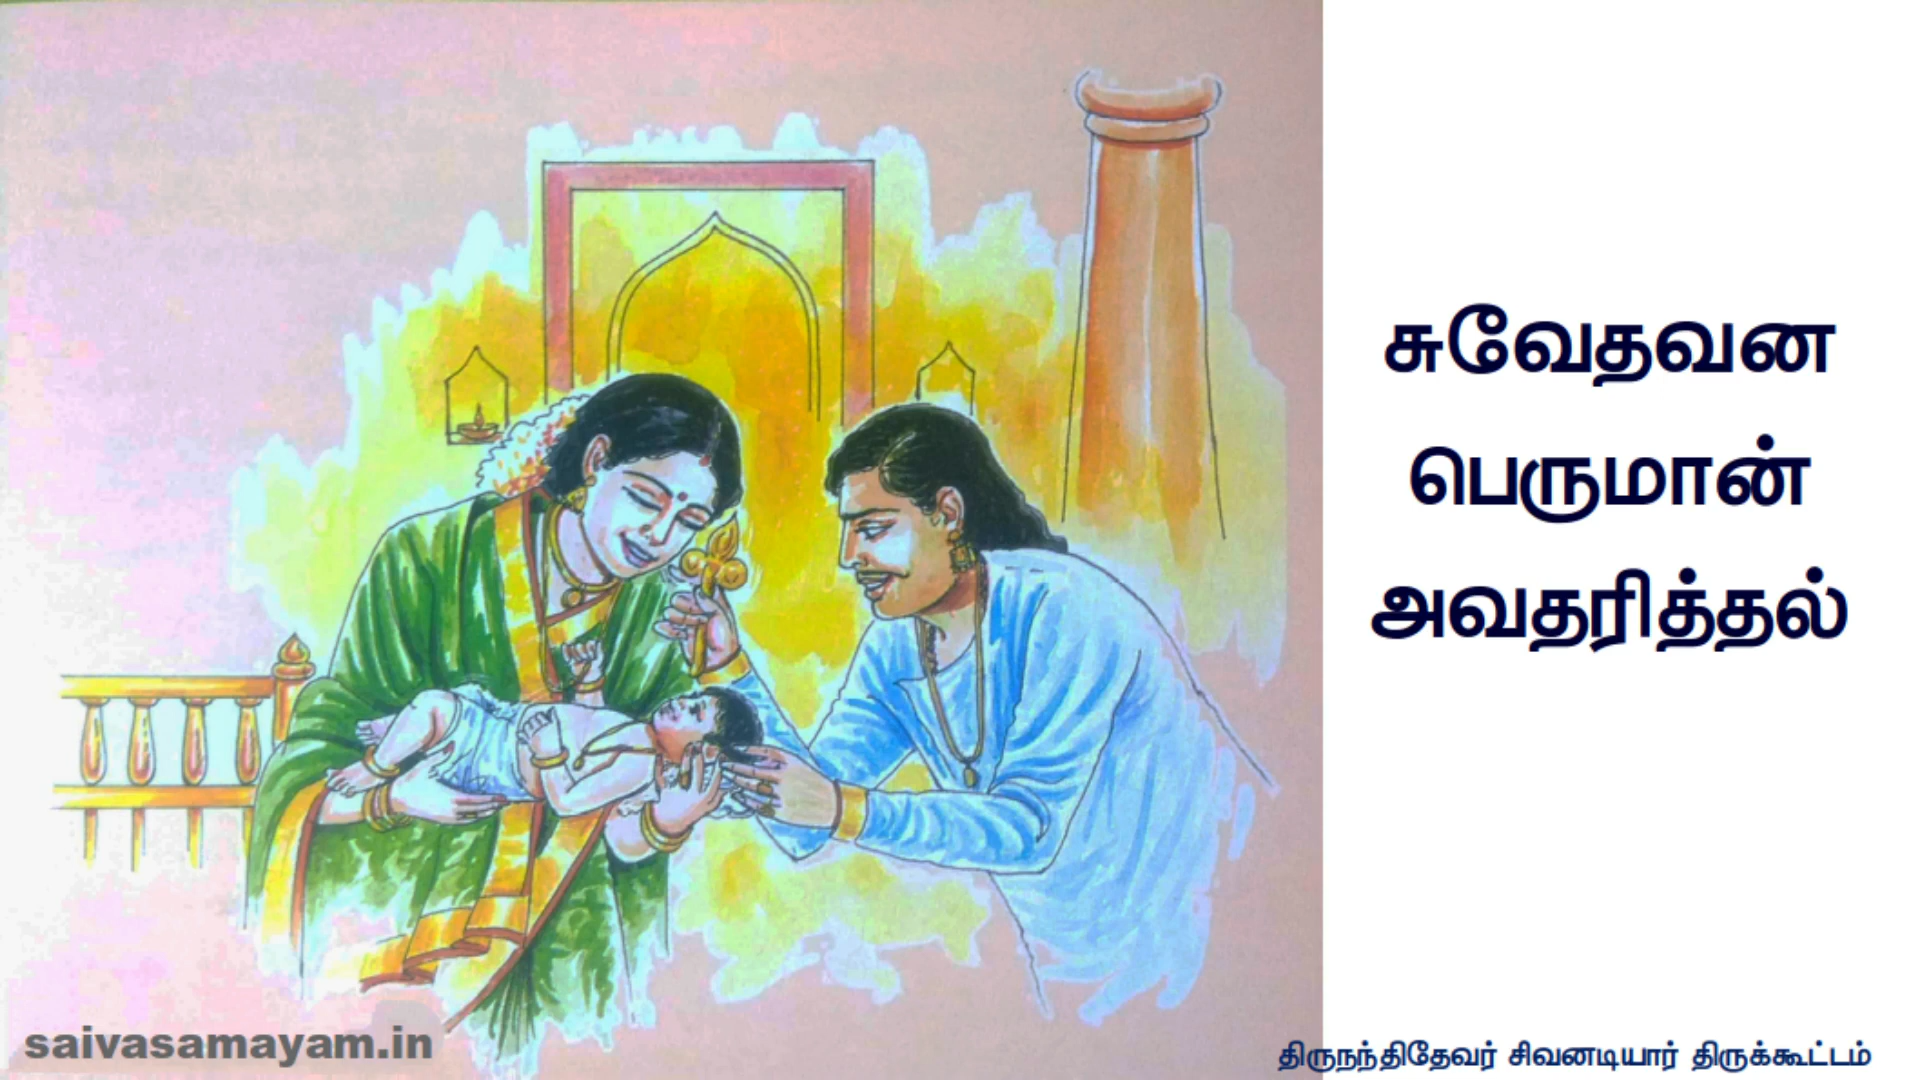 சுவேதவன
பெருமான்
அவதரித்தல்
saivasamayam.in
திருநந்திதேவர் சிவனடியார் திருக்கூட்டம்